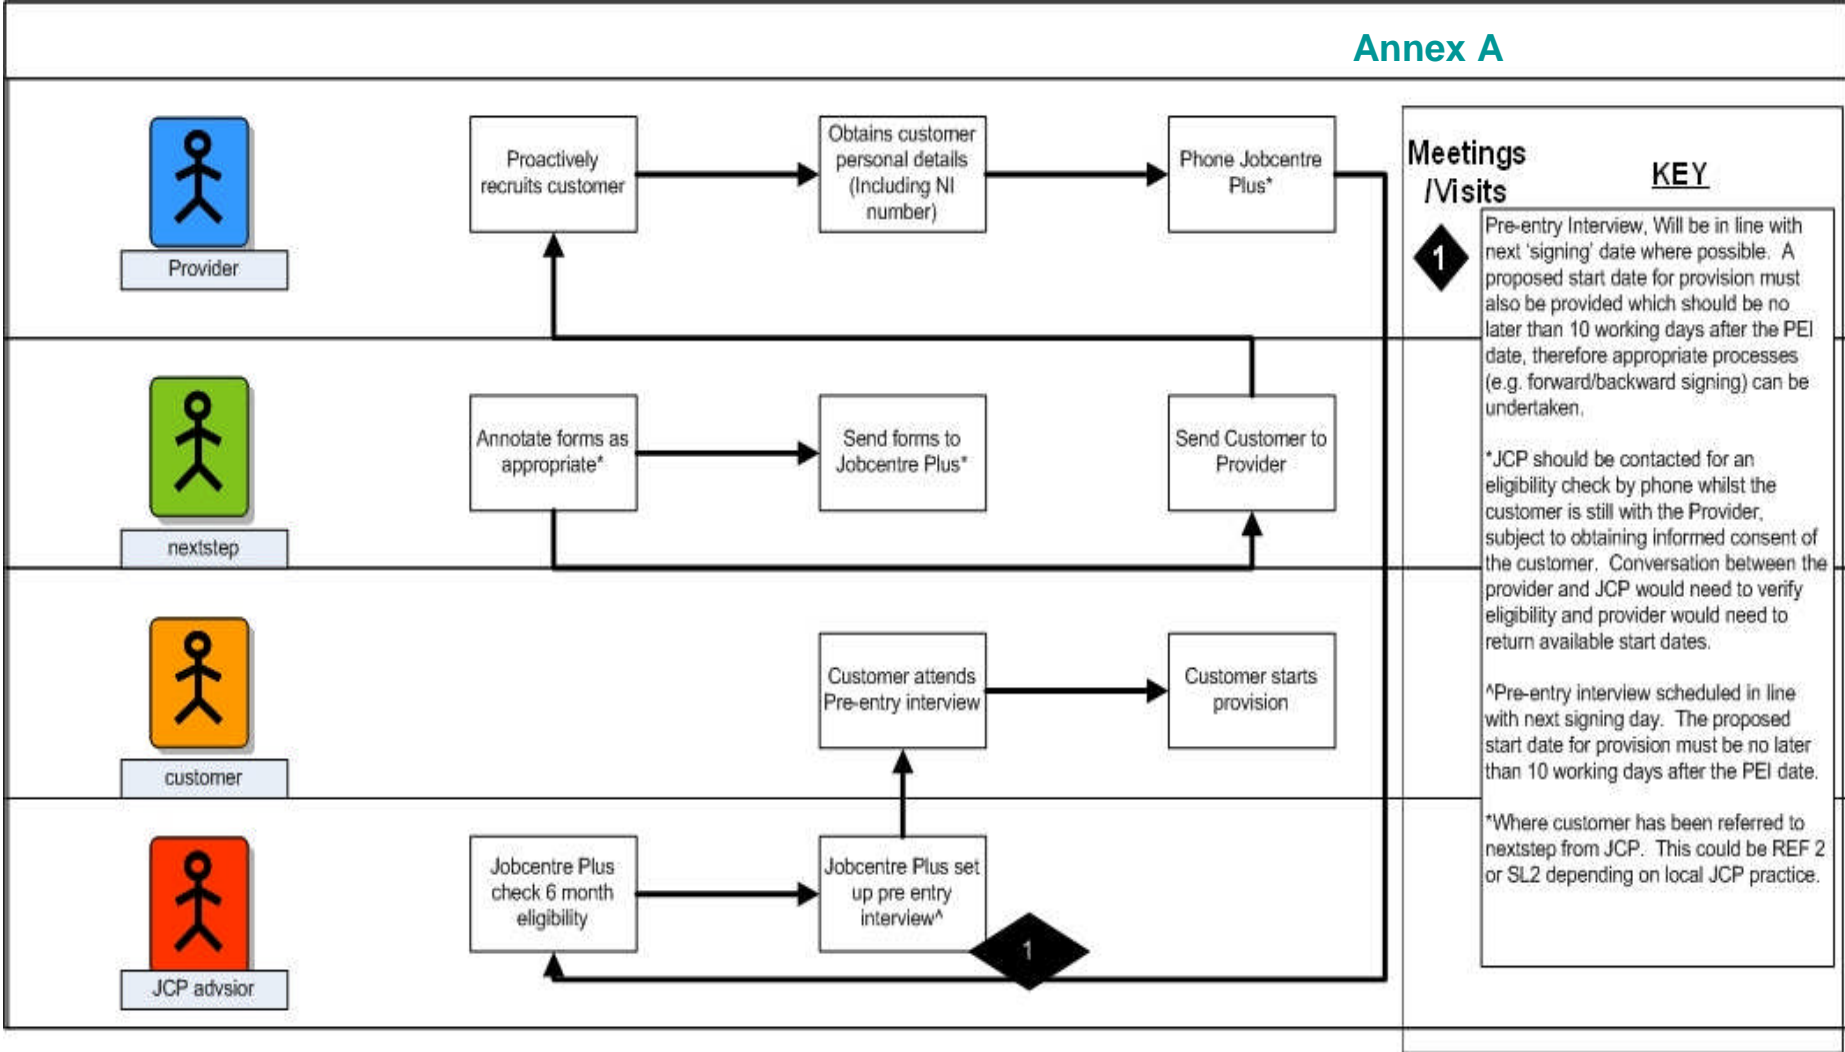 Annex A
Proactively
recruits customer
Obtains customer
personal details
(Including NI
number)
Phone Jobcentre
Plus*
Provider
Annotate forms as
appropriate*
Send forms to
Jobcentre Plus*
Send Customer to
Provider
nextstep
Customer attends
Pre-entry interview
Customer starts
provision
customer
Jobcentre Plus
check 6 month
eligibility
Jobcentre Plus set
up pre entry
interview^
1
JCP advsior
Meetings
/Visits
KEY
1
Pre-entry Interview, Will be in line with
next 'signing' date where possible. A
proposed start date for provision must
also be provided which should be no
later than 10 working days after the PEI
date, therefore appropriate processes
(e.g. forward/backward signing) can be
undertaken.
*JCP should be contacted for an
eligibility check by phone whilst the
customer is still with the Provider,
subject to obtaining informed consent of
the customer. Conversation between the
provider and JCP would need to verify
eligibility and provider would need to
return available start dates.
^Pre-entry interview scheduled in line
with next signing day. The proposed
start date for provision must be no later
than 10 working days after the PEI date.
*Where customer has been referred to
nextstep from JCP. This could be REF 2
or SL2 depending on local JCP practice.